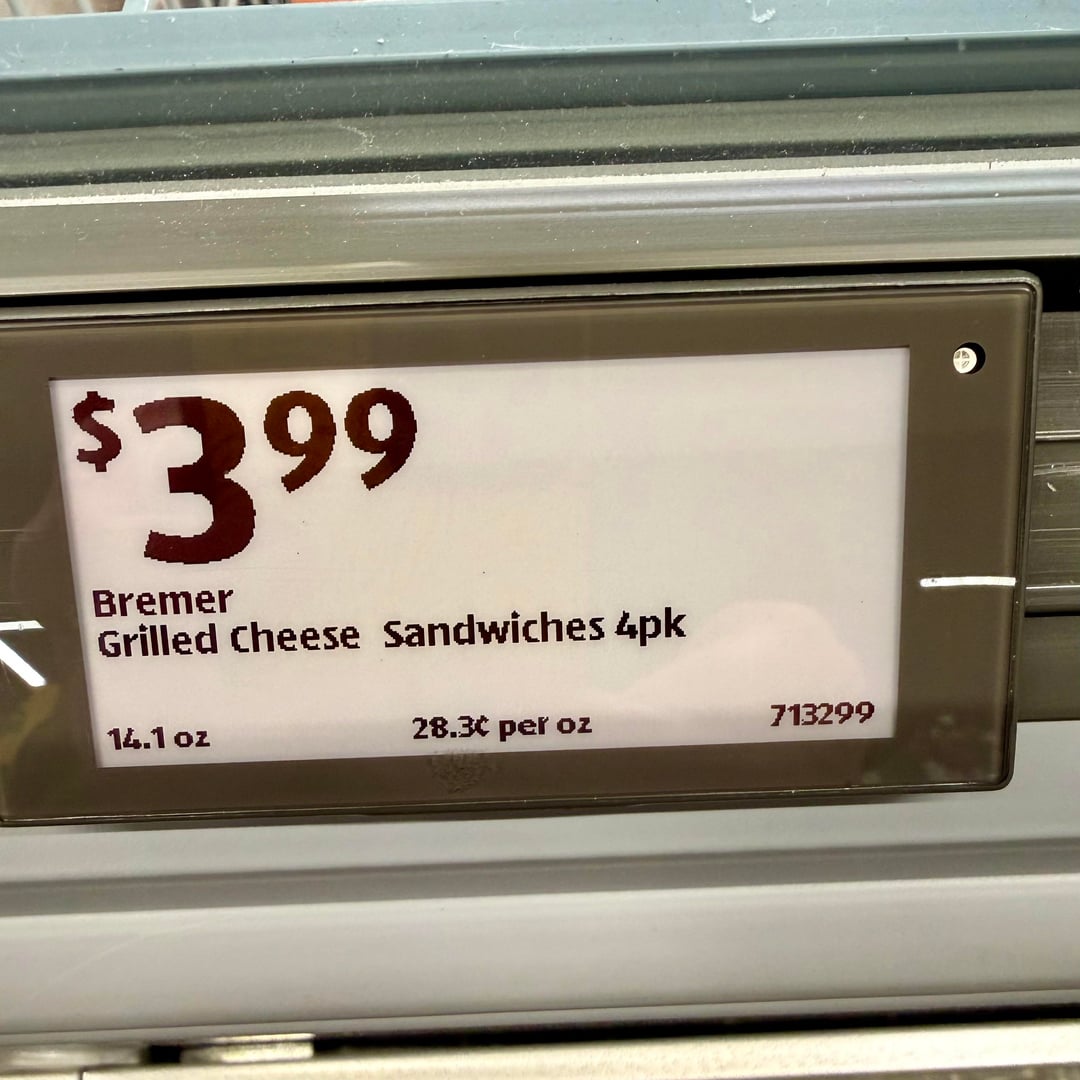 $3.99
Bremer
Grilled Cheese Sandwiches 4pk
14.1 oz 28.3¢ per oz 713299